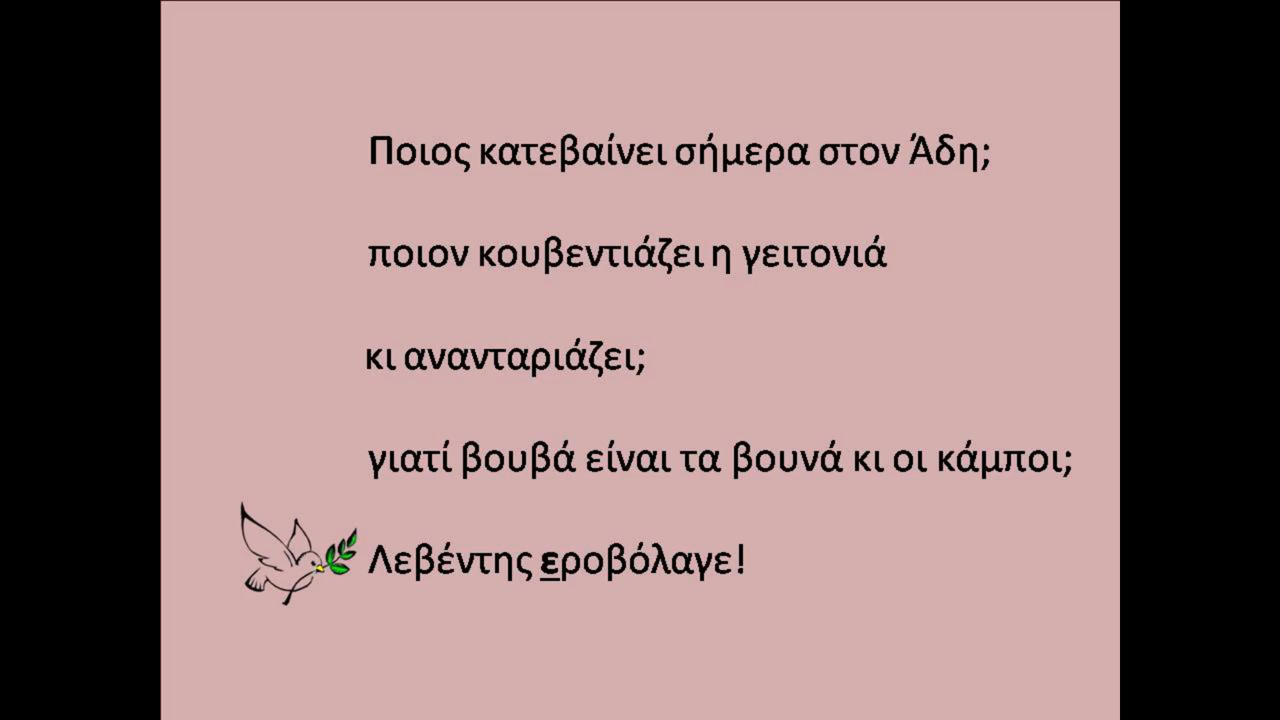 Ποιος κατεβαίνει σήμερα στον Άδη;
ποιον κουβεντιάζει η γειτονιά
κι ανανταριάζει;
γιατί βουβά είναι τα βουνά κι οι κάμποι;
Λεβέντης εροβόλαγε!